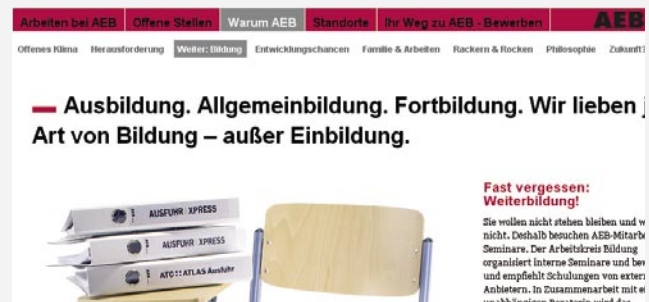 Arbeiten bei AEB Offene Stellen Warum AEB Standorte Ihr Weg zu AEB - Bewerben AEB
Offenes Klima Herausforderung Weiter: Bildung Entwicklungschancen Familie & Arbeiten Rackern & Rocken Philosophie Zukunft?
Ausbildung. Allgemeinbildung. Fortbildung. Wir lieben
Art von Bildung – außer Einbildung.
AUSFUHR XPRESS
AUSFUHR XPRESS
ATC:::ATLAS Ausfuhr
Fast vergessen:
Weiterbildung!
Sie wollen nicht stehen bleiben und
nicht. Deshalb besuchen AEB-Mitarbe
Seminare. Der Arbeitskreis Bildung
organisiert interne Seminare und
und empfiehlt Schulungen von exter
Anbietern. In Zusammenarbeit mit